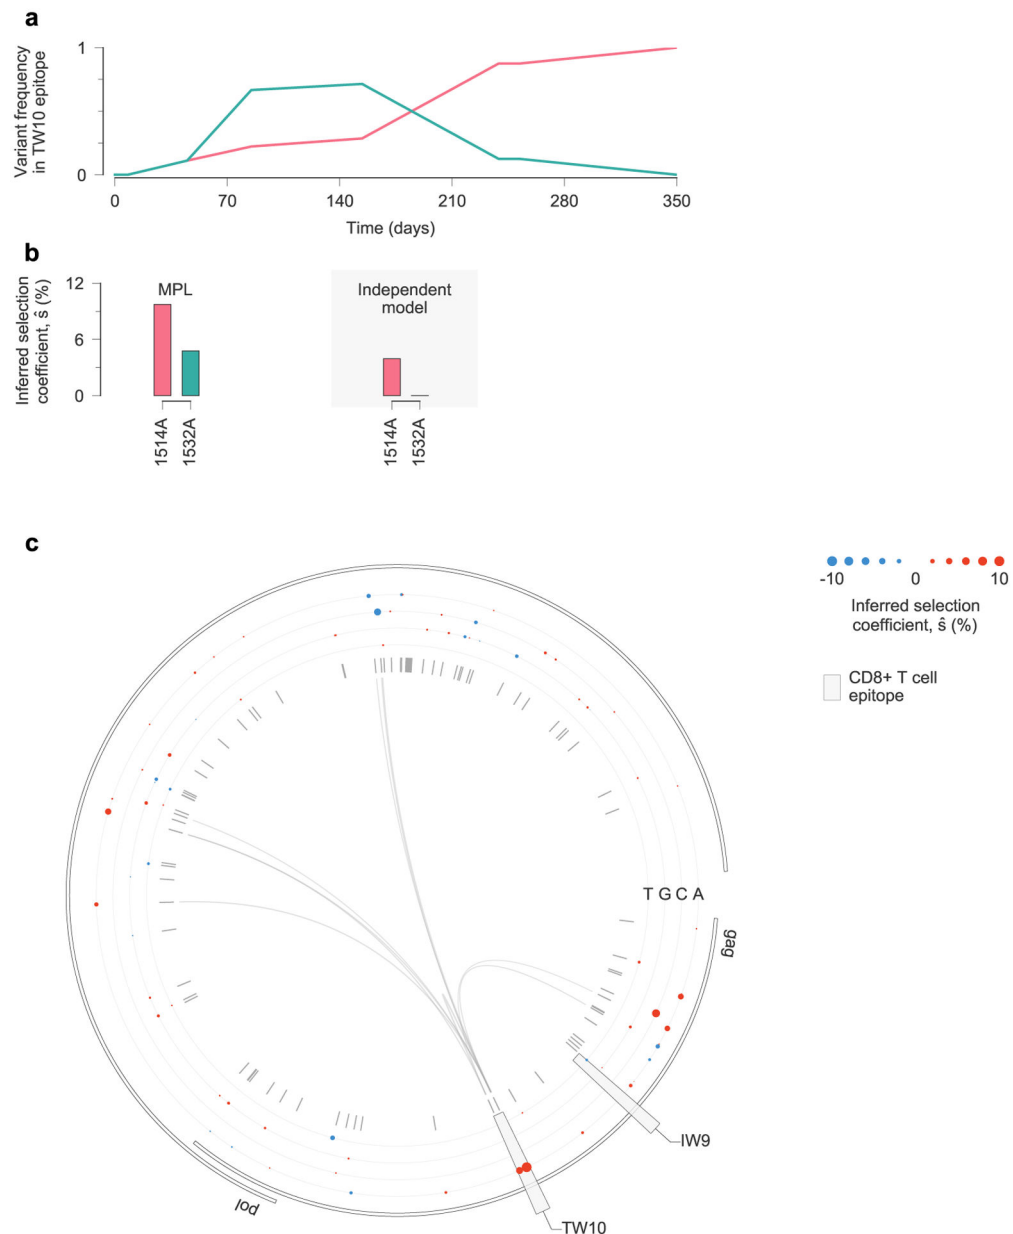 a
Variant frequency
in TW10 epitope
1
0
0
70
140
210
280
350
Time (days)
b
Inferred selection
coefficient, ŝ (%)
12
6
0
MPL
1514A
1532A
Independent
model
1514A
1532A
c
-10
0
10
Inferred selection
coefficient, ŝ (%)
CD8+ T cell
epitope
T G C A
gag
IW9
pol
TW10